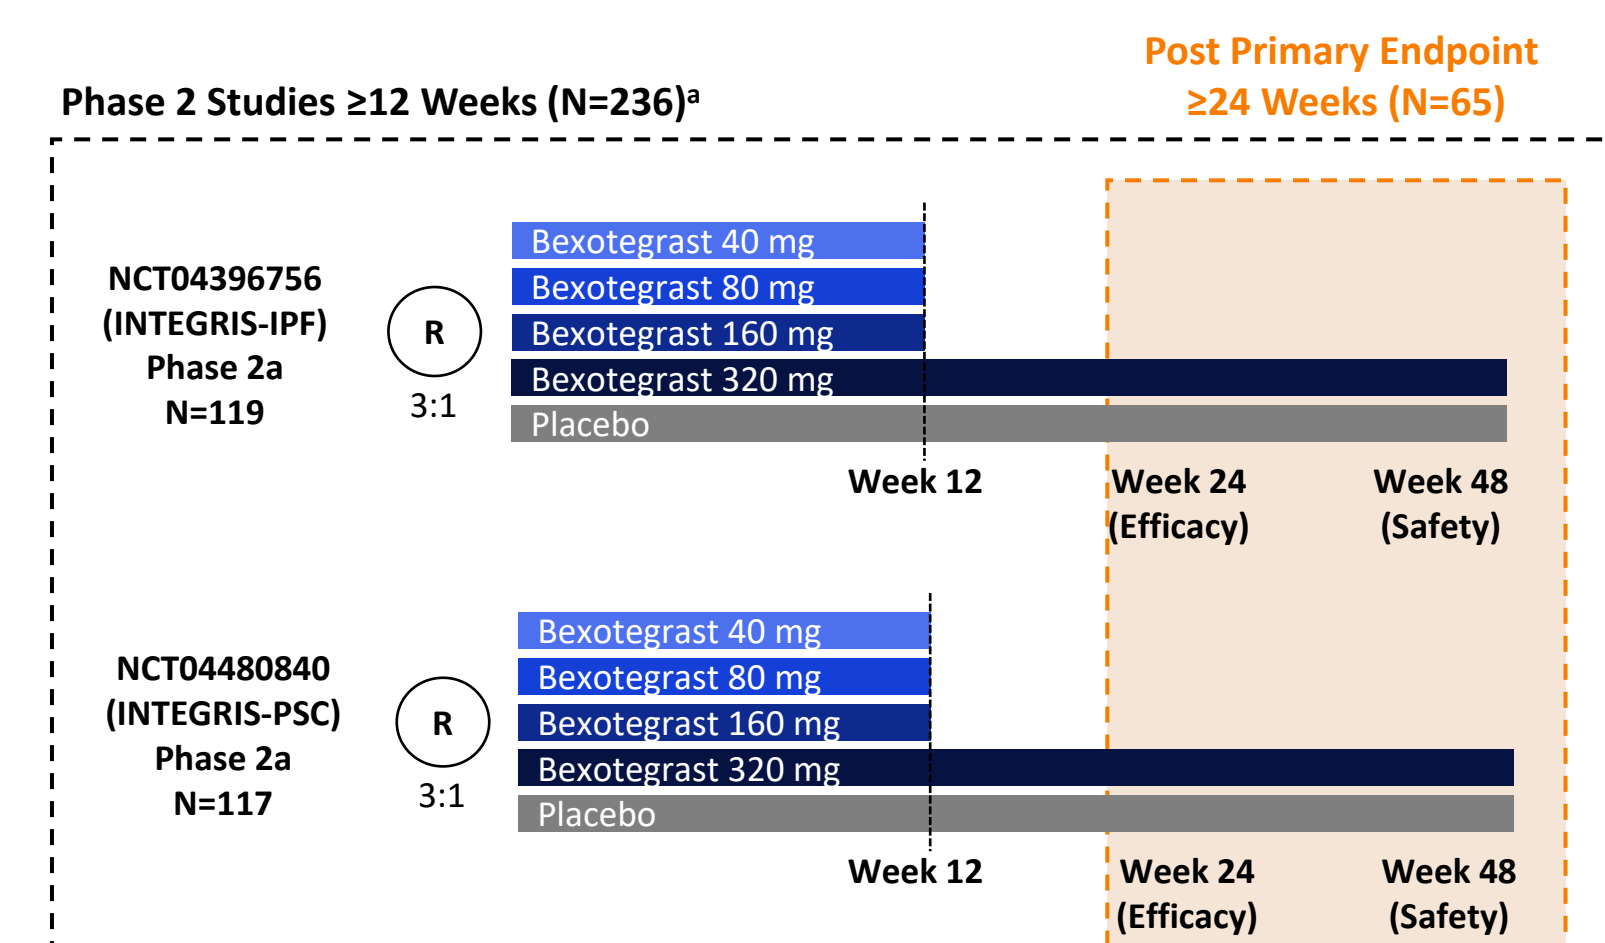 Post Primary Endpoint
≥24 Weeks (N=65)
Phase 2 Studies ≥12 Weeks (N=236)ᵃ
NCT04396756
(INTEGRIS-IPF)
Phase 2a
N=119
R
3:1
Bexotegrast 40 mg
Bexotegrast 80 mg
Bexotegrast 160 mg
Bexotegrast 320 mg
Placebo
Week 12
Week 24
(Efficacy)
Week 48
(Safety)
NCT04480840
(INTEGRIS-PSC)
Phase 2a
N=117
R
3:1
Bexotegrast 40 mg
Bexotegrast 80 mg
Bexotegrast 160 mg
Bexotegrast 320 mg
Placebo
Week 12
Week 24
(Efficacy)
Week 48
(Safety)